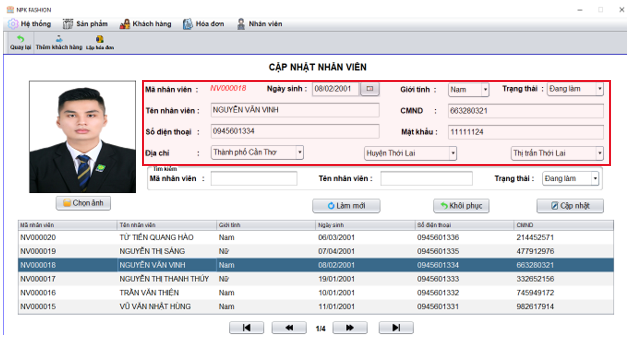 NPK FASHION
Hệ thống Sản phẩm Khách hàng Hóa đơn Nhân viên
Quay lại Thêm khách hàng Lập hóa đơn
CẬP NHẬT NHÂN VIÊN
Mã nhân viên : NV000018 Ngày sinh : 08/02/2001 Giới tính : Nam Trạng thái : Đang làm
Tên nhân viên : NGUYỄN VĂN VINH CMND : 663280321
Số điện thoại : 0945601334 Mật khẩu : 11111124
Địa chỉ : Thành phố Cần Thơ Huyện Thới Lai Thị trấn Thới Lai
Tìm kiếm
Mã nhân viên : Tên nhân viên : Trạng thái : Đang làm
Chọn ảnh Làm mới Khôi phục Cập nhật
Mã nhân viên Tên nhân viên Giới tính Ngày sinh Số điện thoại CMND
NV000020 TỪ TIẾN QUANG HÀO Nam 06/03/2001 0945601336 214452571
NV000019 NGUYỄN THỊ SÀNG Nữ 07/04/2001 0945601335 477912976
NV000018 NGUYỄN VĂN VINH Nam 08/02/2001 0945601334 663280321
NV000017 NGUYỄN THỊ THANH THÚY Nữ 19/01/2001 0945601333 332652156
NV000016 TRẦN VĂN THIỆN Nam 10/01/2001 0945601332 745949172
NV000015 VŨ VĂN NHẬT HÙNG Nam 11/01/2001 0945601331 982617914
1/4